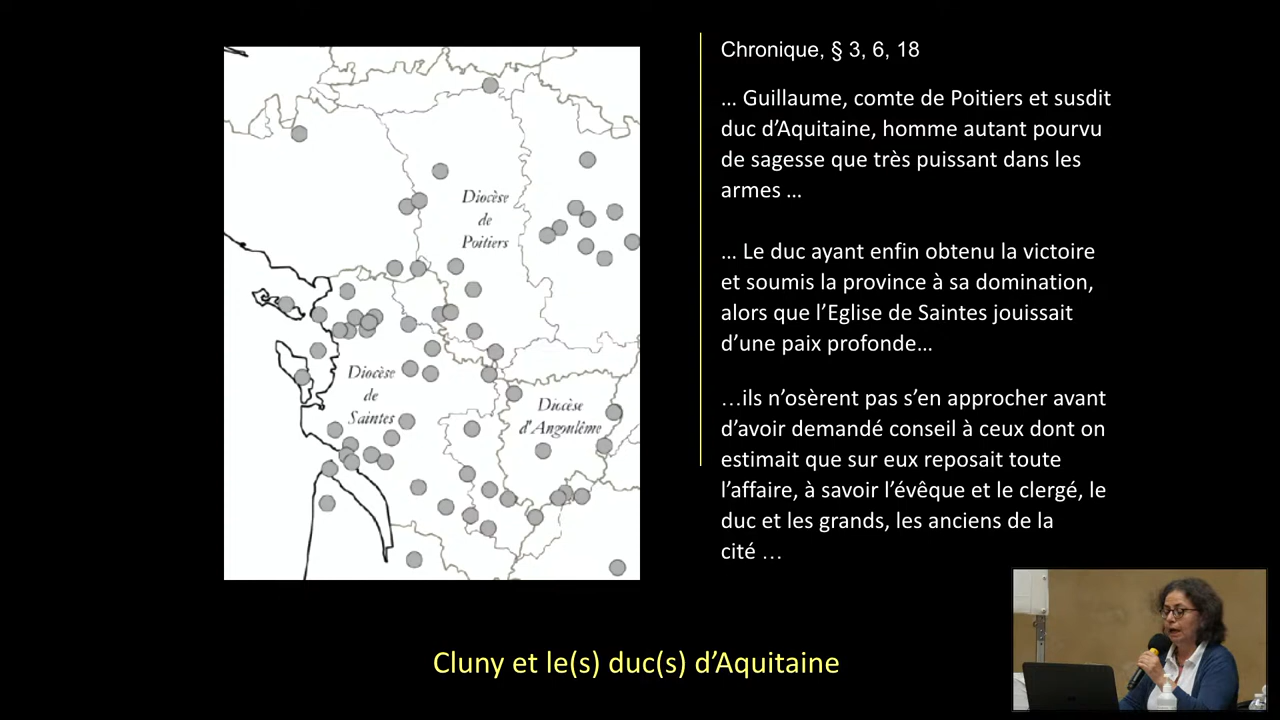 Chronique, § 3, 6, 18
… Guillaume, comte de Poitiers et susdit
duc d’Aquitaine, homme autant pourvu
de sagesse que très puissant dans les
armes …
… Le duc ayant enfin obtenu la victoire
et soumis la province à sa domination,
alors que l’Eglise de Saintes jouissait
d’une paix profonde…
…ils n’osèrent pas s’en approcher avant
d’avoir demandé conseil à ceux dont on
estimait que sur eux reposait toute
l’affaire, à savoir l’évêque et le clergé, le
duc et les grands, les anciens de la
cité …
Diocèse
de
Poitiers
Diocèse
de
Saintes
Diocèse
d'Angoulême
Cluny et le(s) duc(s) d’Aquitaine